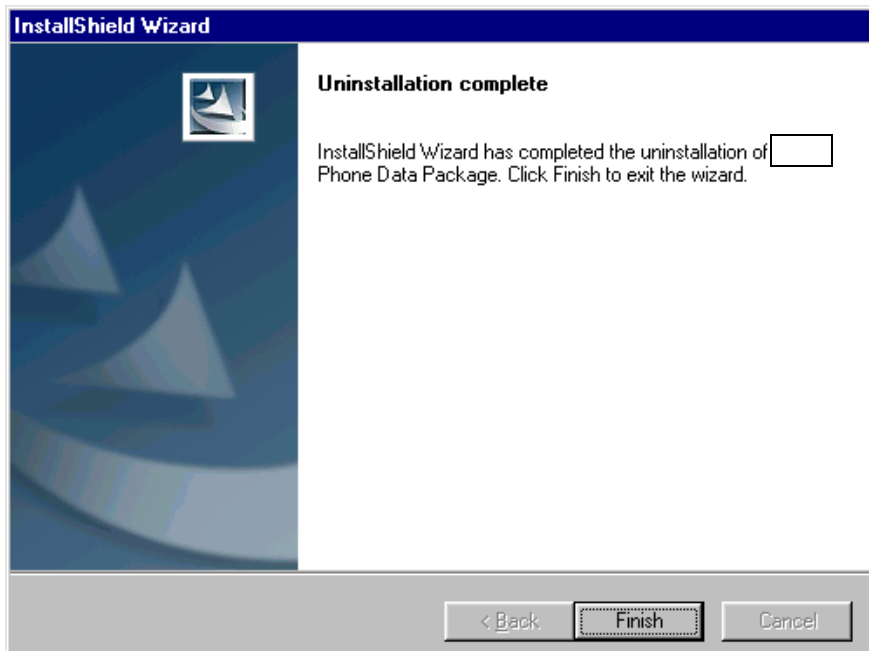 InstallShield Wizard
Uninstallation complete
InstallShield Wizard has completed the uninstallation of
Phone Data Package. Click Finish to exit the wizard.
< Back
Finish
Cancel